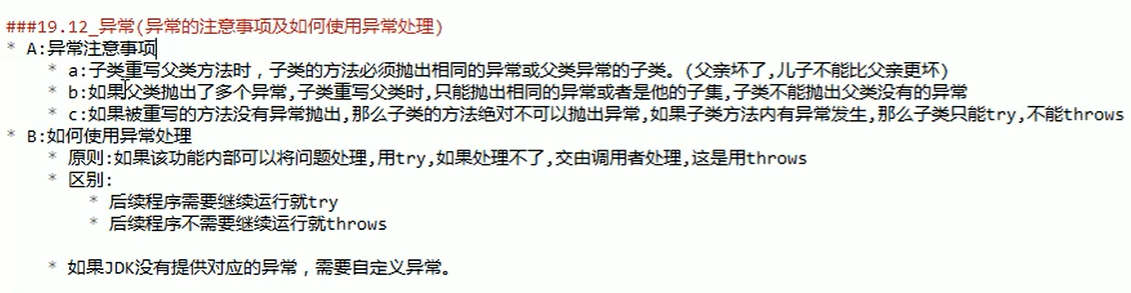 ###19.12_异常(异常的注意事项及如何使用异常处理)
* A:异常注意事项
* a:子类重写父类方法时，子类的方法必须抛出相同的异常或父类异常的子类。(父亲坏了,儿子不能比父亲更坏)
* b:如果父类抛出了多个异常,子类重写父类时,只能抛出相同的异常或者是他的子集,子类不能抛出父类没有的异常
* c:如果被重写的方法没有异常抛出,那么子类的方法绝对不可以抛出异常,如果子类方法内有异常发生,那么子类只能try,不能throws
* B:如何使用异常处理
* 原则:如果该功能内部可以将问题处理,用try,如果处理不了,交由调用者处理,这是用throws
* 区别:
* 后续程序需要继续运行就try
* 后续程序不需要继续运行就throws
* 如果JDK没有提供对应的异常，需要自定义异常。